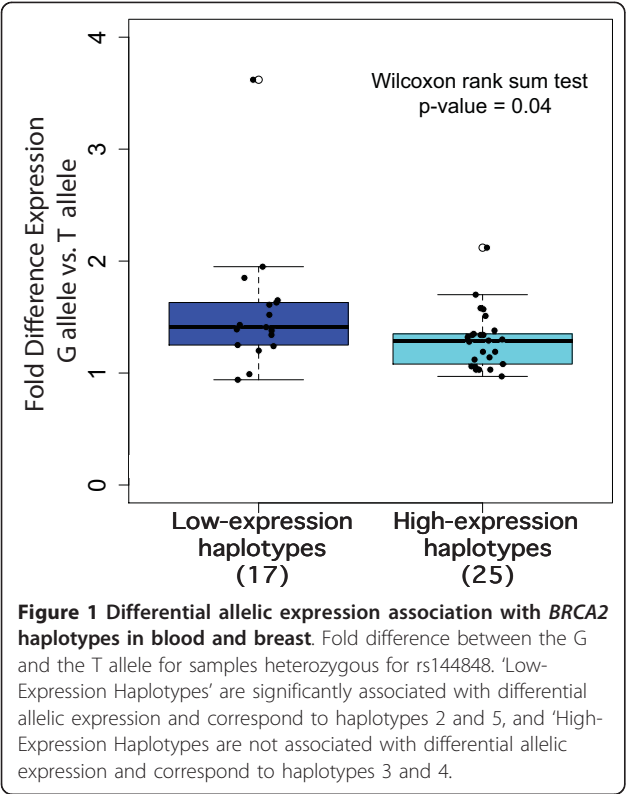 4
3
2
1
0
Fold Difference Expression
G allele vs. T allele
Wilcoxon rank sum test
p-value = 0.04
Low-expression
haplotypes
(17)
High-expression
haplotypes
(25)
Figure 1 Differential allelic expression association with BRCA2
haplotypes in blood and breast. Fold difference between the G
and the T allele for samples heterozygous for rs144848. 'Low-
Expression Haplotypes' are significantly associated with differential
allelic expression and correspond to haplotypes 2 and 5, and 'High-
Expression Haplotypes are not associated with differential allelic
expression and correspond to haplotypes 3 and 4.